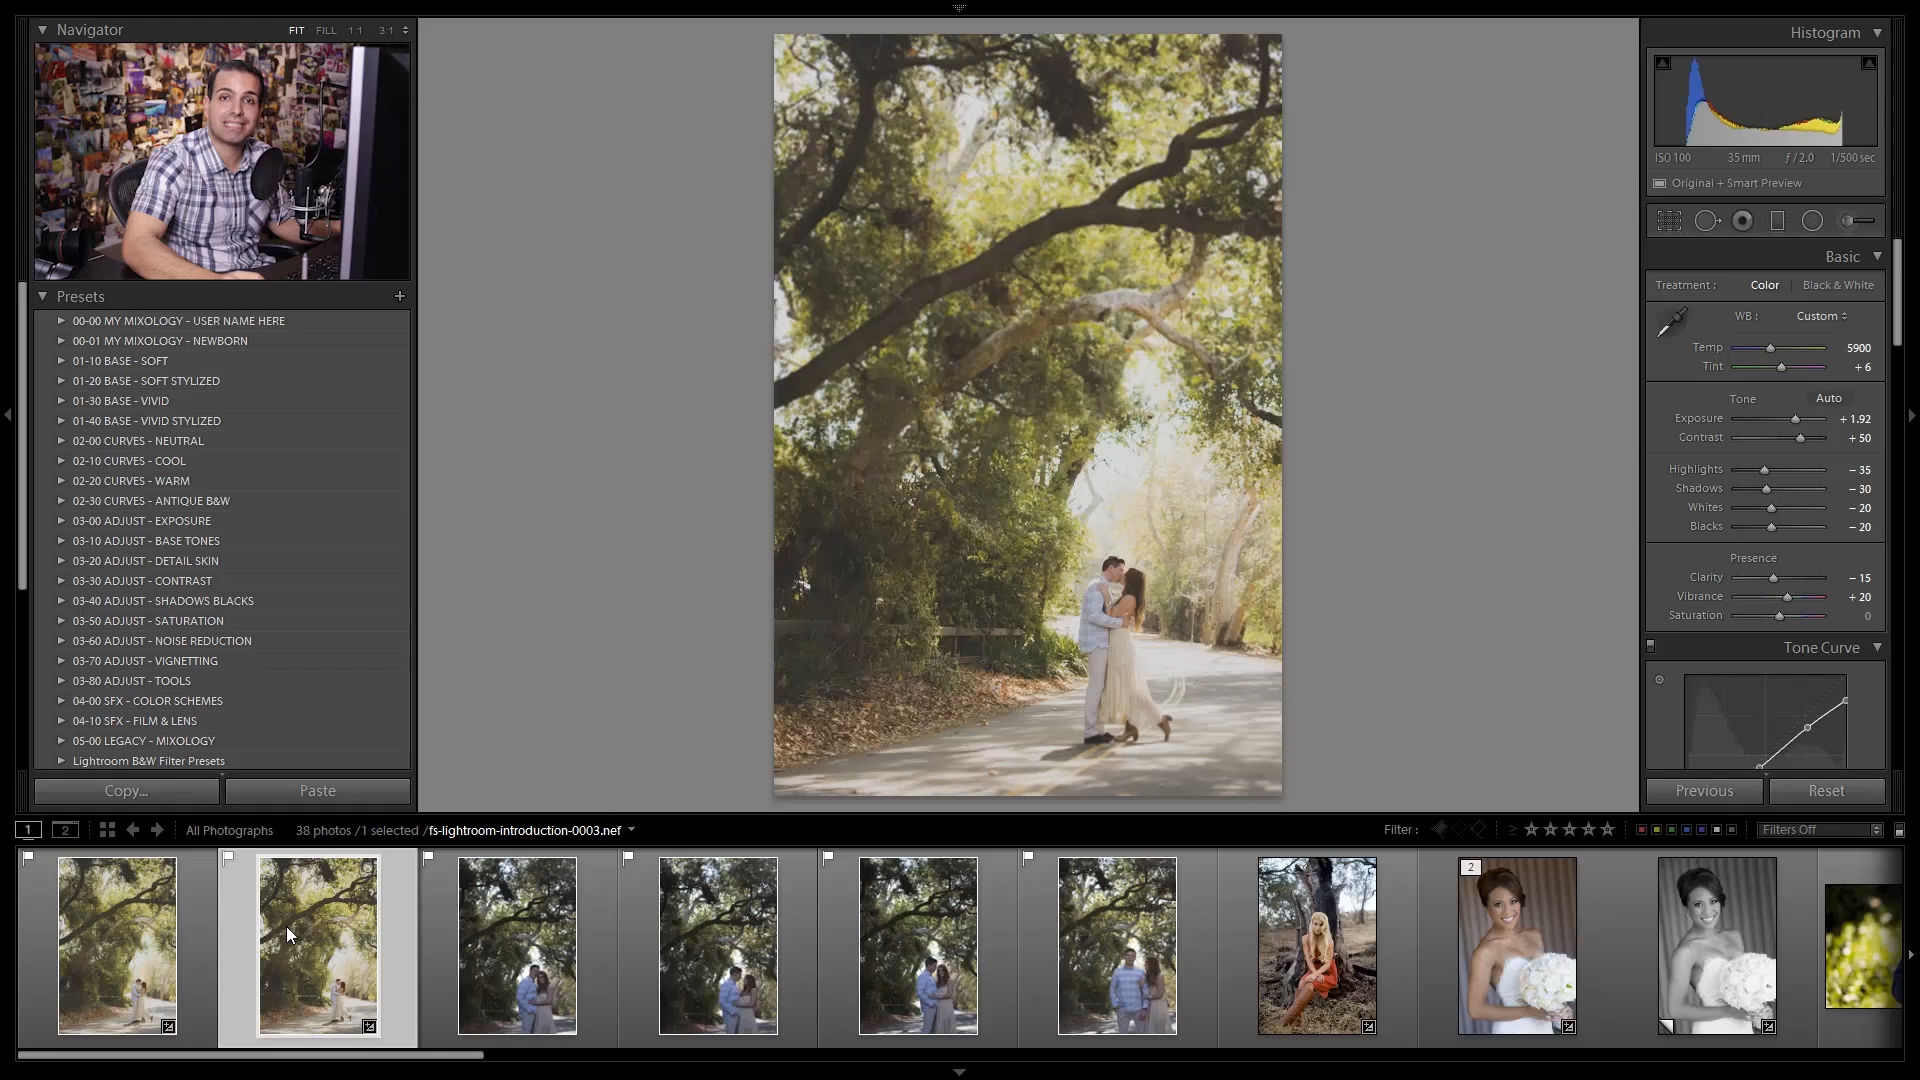 Navigator FIT FILL 1:1 3:1
Presets +
00-00 MY MIXOLOGY - USER NAME HERE
00-01 MY MIXOLOGY - NEWBORN
01-10 BASE - SOFT
01-20 BASE - SOFT STYLIZED
01-30 BASE - VIVID
01-40 BASE - VIVID STYLIZED
02-00 CURVES - NEUTRAL
02-10 CURVES - COOL
02-20 CURVES - WARM
02-30 CURVES - ANTIQUE B&W
03-00 ADJUST - EXPOSURE
03-10 ADJUST - BASE TONES
03-20 ADJUST - DETAIL SKIN
03-30 ADJUST - CONTRAST
03-40 ADJUST - SHADOWS BLACKS
03-50 ADJUST - SATURATION
03-60 ADJUST - NOISE REDUCTION
03-70 ADJUST - VIGNETTING
03-80 ADJUST - TOOLS
04-00 SFX - COLOR SCHEMES
04-10 SFX - FILM & LENS
05-00 LEGACY - MIXOLOGY
Lightroom B&W Filter Presets
Copy... Paste
Histogram
ISO 100 35 mm ƒ / 2.0 1/500 sec
Original + Smart Preview
Basic
Treatment : Color Black & White
WB : Custom
Temp 5900
Tint + 6
Tone Auto
Exposure + 1.92
Contrast + 50
Highlights – 35
Shadows – 30
Whites – 20
Blacks – 20
Presence
Clarity – 15
Vibrance + 20
Saturation 0
Tone Curve
Previous Reset
1 2 All Photographs 38 photos / 1 selected / fs-lightroom-introduction-0003.nef Filter : ≥ Filters Off
2